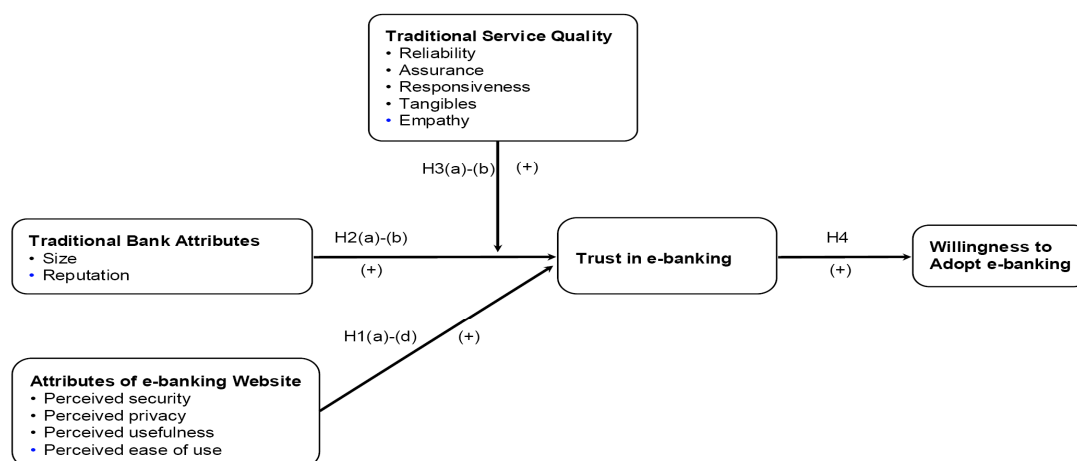 Traditional Service Quality
• Reliability
• Assurance
• Responsiveness
• Tangibles
• Empathy
H3(a)-(b) (+)
Traditional Bank Attributes
• Size
• Reputation
H2(a)-(b)
(+)
Trust in e-banking
H4
(+)
Willingness to
Adopt e-banking
H1(a)-(d) (+)
Attributes of e-banking Website
• Perceived security
• Perceived privacy
• Perceived usefulness
• Perceived ease of use